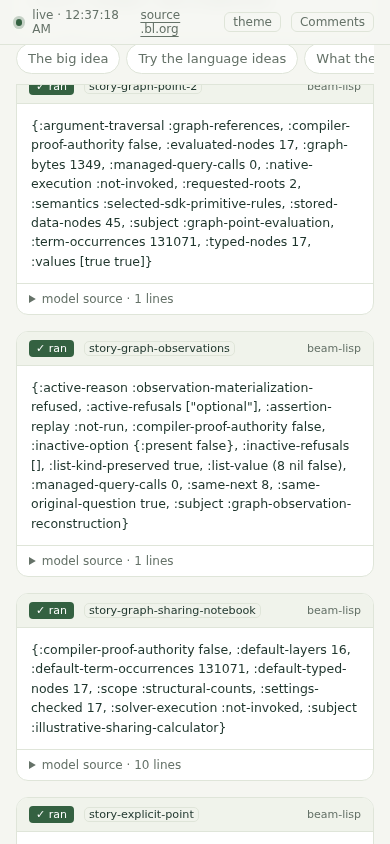 live · 12:37:18 AM
source .bl.org
theme
Comments
The big idea
Try the language ideas
What the
✓ ran
story-graph-point-2
beam-lisp
{:argument-traversal :graph-references, :compiler-
proof-authority false, :evaluated-nodes 17, :graph-
bytes 1349, :managed-query-calls 0, :native-
execution :not-invoked, :requested-roots 2,
:semantics :selected-sdk-primitive-rules, :stored-
data-nodes 45, :subject :graph-point-evaluation,
:term-occurrences 131071, :typed-nodes 17,
:values [true true]}
▶ model source · 1 lines
✓ ran
story-graph-observations
beam-lisp
{:active-reason :observation-materialization-
refused, :active-refusals ["optional"], :assertion-
replay :not-run, :compiler-proof-authority false,
:inactive-option {:present false}, :inactive-refusals
[], :list-kind-preserved true, :list-value (8 nil false),
:managed-query-calls 0, :same-next 8, :same-
original-question true, :subject :graph-observation-
reconstruction}
▶ model source · 1 lines
✓ ran
story-graph-sharing-notebook
beam-lisp
{:compiler-proof-authority false, :default-layers 16,
:default-term-occurrences 131071, :default-typed-
nodes 17, :scope :structural-counts, :settings-
checked 17, :solver-execution :not-invoked, :subject
:illustrative-sharing-calculator}
▶ model source · 10 lines
✓ ran
story-explicit-point
beam-lisp